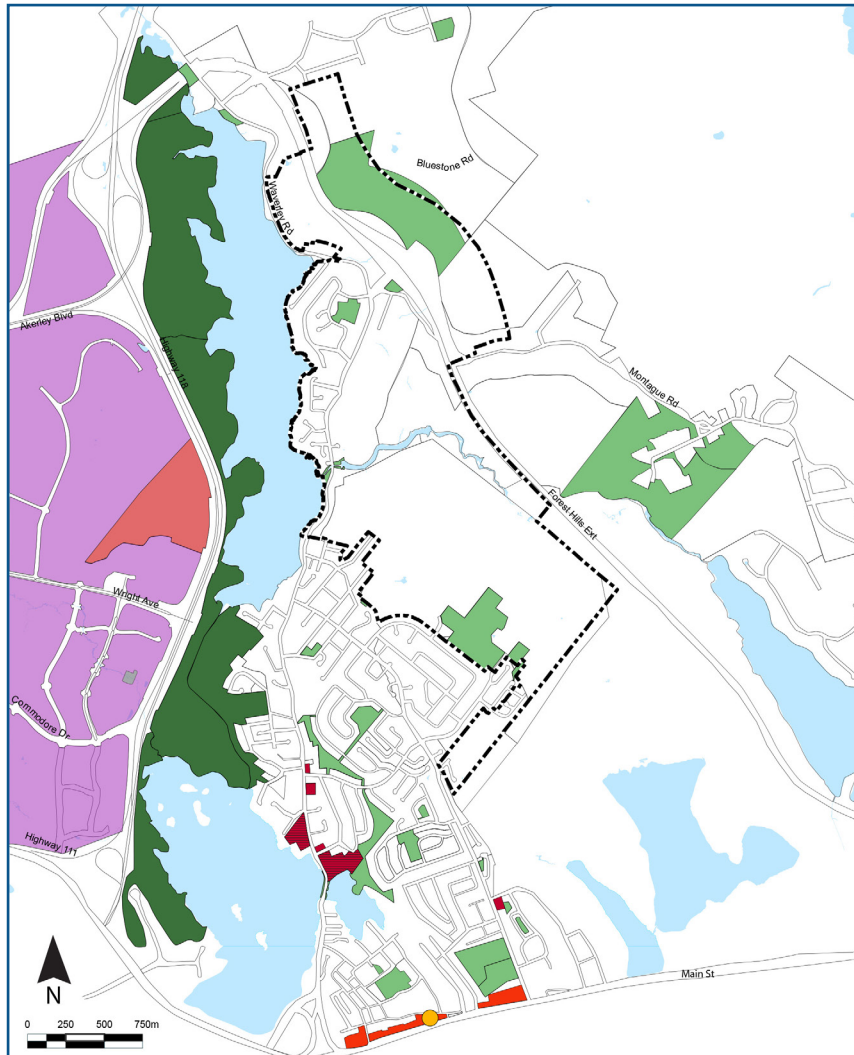 Bluestone Rd
Waverley Rd
Akerley Blvd
Highway 118
Montague Rd
Forest Hills Ext
Wright Ave
Commodore Dr
Highway 111
Main St
N
0 250 500 750m